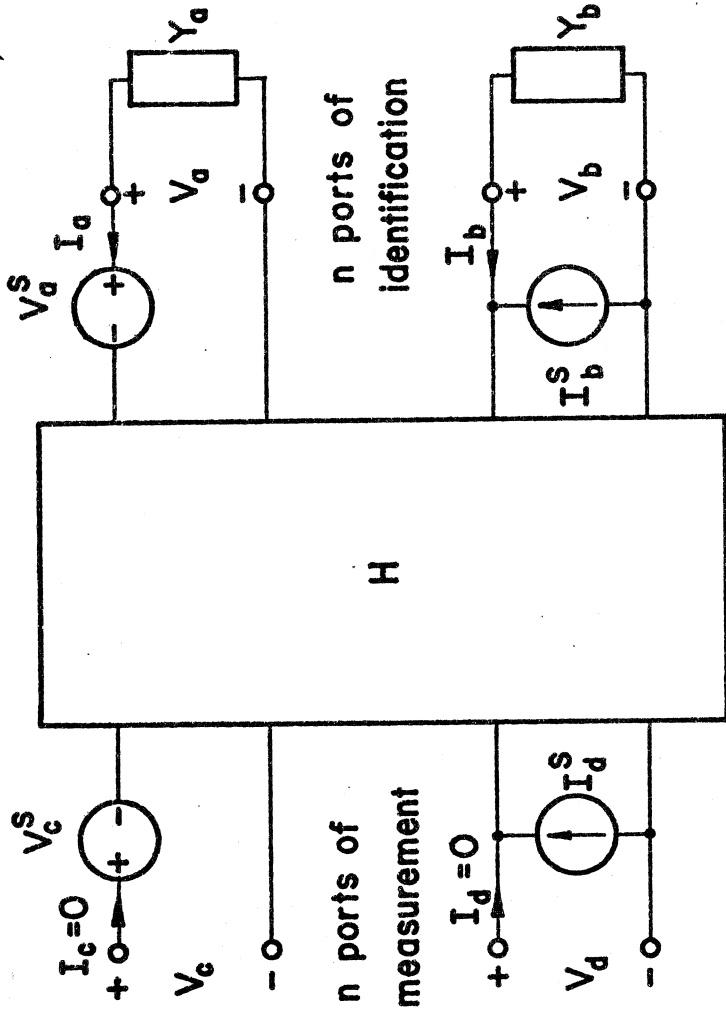 V_c^S
V_a^S
+ I_c=0 + - - + I_a + Y_a
V_c
V_a
- -
n ports of
measurement
H
n ports of
identification
+ I_d=0 I_b + Y_b
V_d I_d^S I_b^S V_b
- -